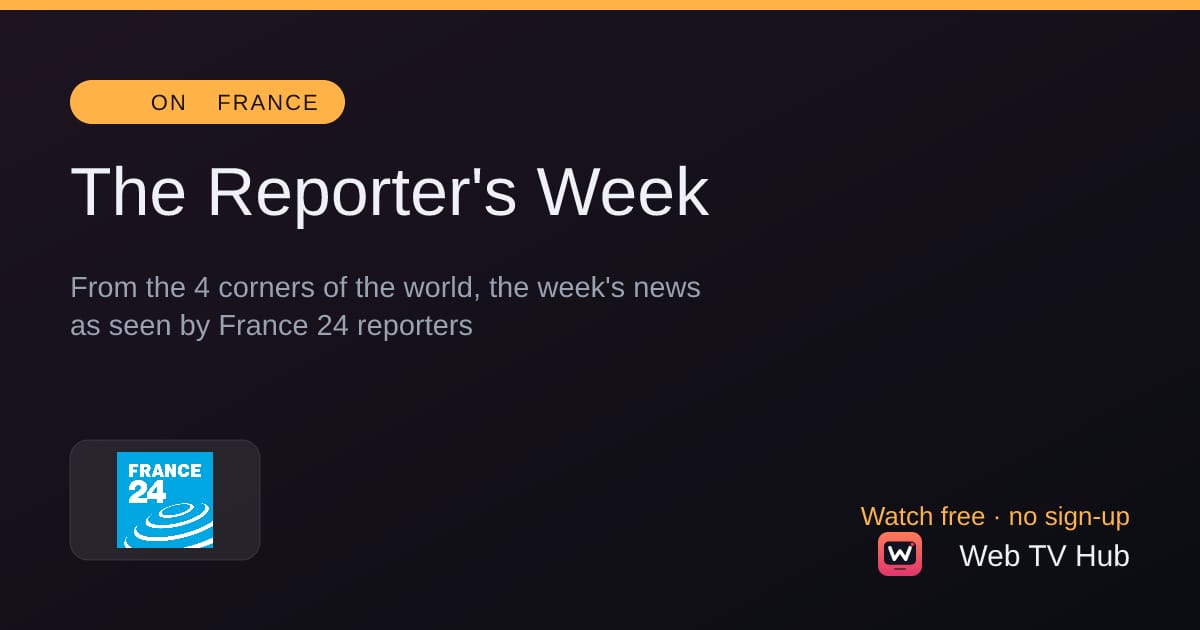 ON FRANCE
The Reporter's Week
From the 4 corners of the world, the week's news
as seen by France 24 reporters
FRANCE
24
Watch free · no sign-up
W
Web TV Hub